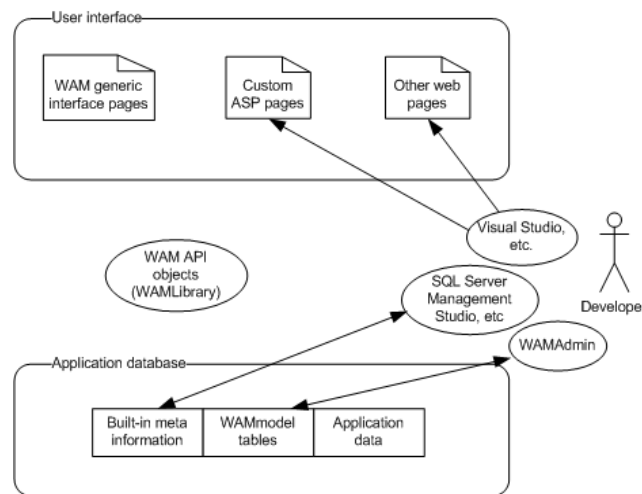 User interface
WAM generic
interface pages
Custom
ASP pages
Other web
pages
Visual Studio,
etc.
WAM API
objects
(WAMLibrary)
SQL Server
Management
Studio, etc
Develope
WAMAdmin
Application database
Built-in meta
information
WAMmodel
tables
Application
data